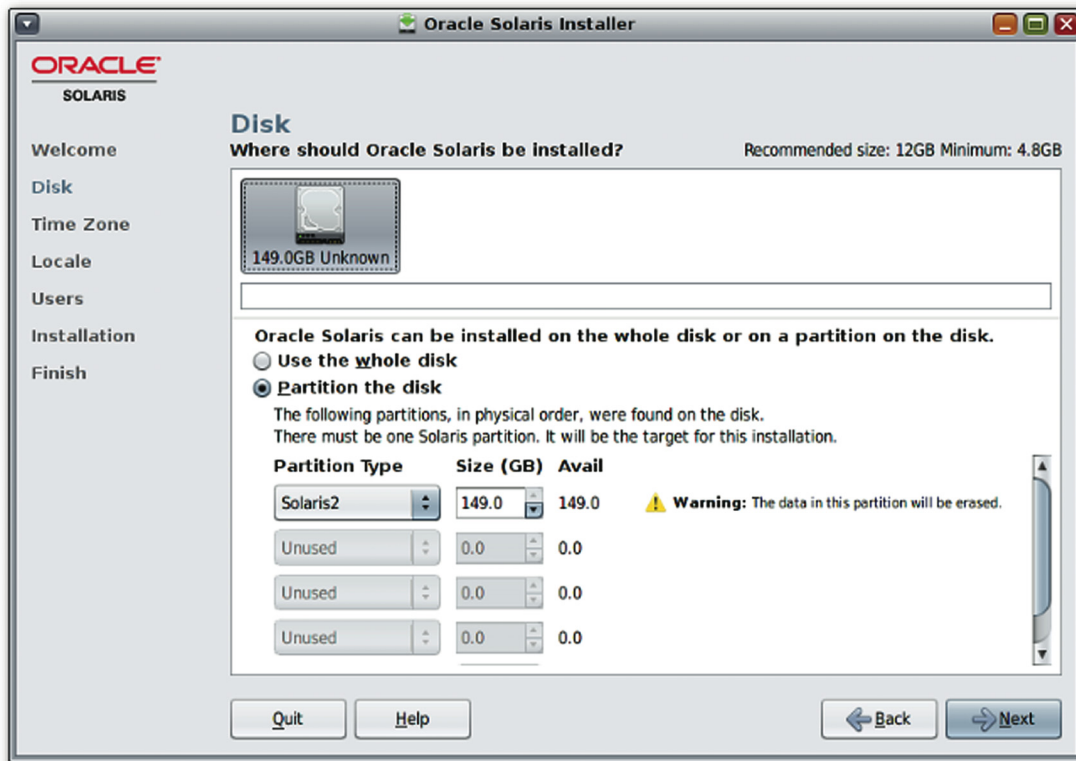 Oracle Solaris Installer
ORACLE
SOLARIS
Welcome
Disk
Time Zone
Locale
Users
Installation
Finish
Disk
Where should Oracle Solaris be installed? Recommended size: 12GB Minimum: 4.8GB
149.0GB Unknown
Oracle Solaris can be installed on the whole disk or on a partition on the disk.
Use the whole disk
Partition the disk
The following partitions, in physical order, were found on the disk.
There must be one Solaris partition. It will be the target for this installation.
Partition Type Size (GB) Avail
Solaris2 149.0 149.0 Warning: The data in this partition will be erased.
Unused 0.0 0.0
Unused 0.0 0.0
Unused 0.0 0.0
Quit Help Back Next